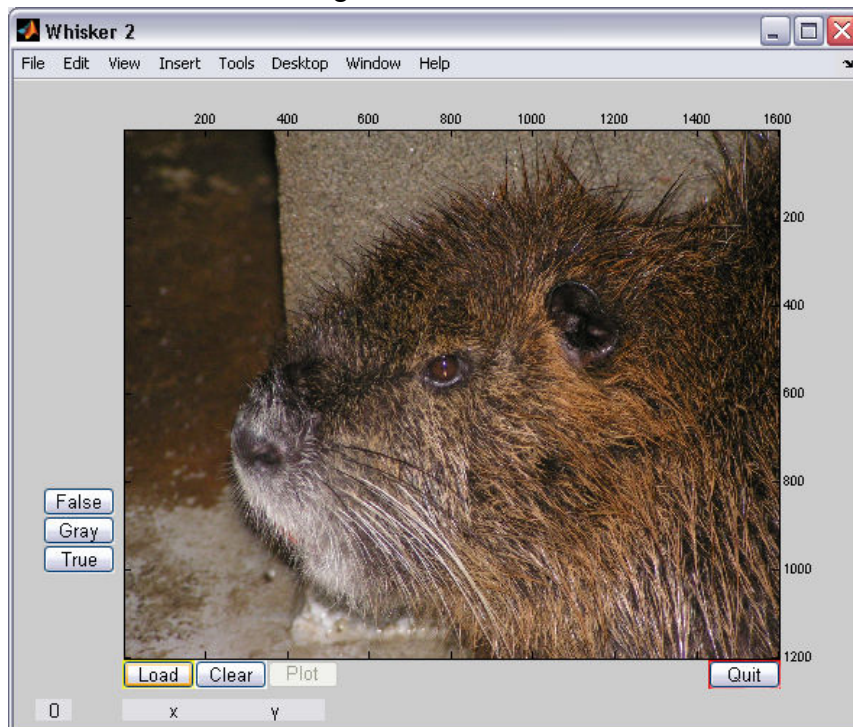 Whisker 2
File Edit View Insert Tools Desktop Window Help
200 400 600 800 1000 1200 1400 1600
200
400
600
800
False
Gray
True
1000
1200
Load Clear Plot Quit
0 x y